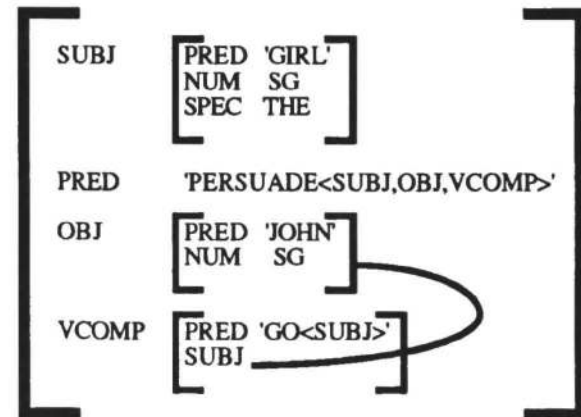 SUBJ PRED 'GIRL'
NUM SG
SPEC THE
PRED 'PERSUADE<SUBJ,OBJ,VCOMP>'
OBJ PRED 'JOHN'
NUM SG
VCOMP PRED 'GO<SUBJ>'
SUBJ